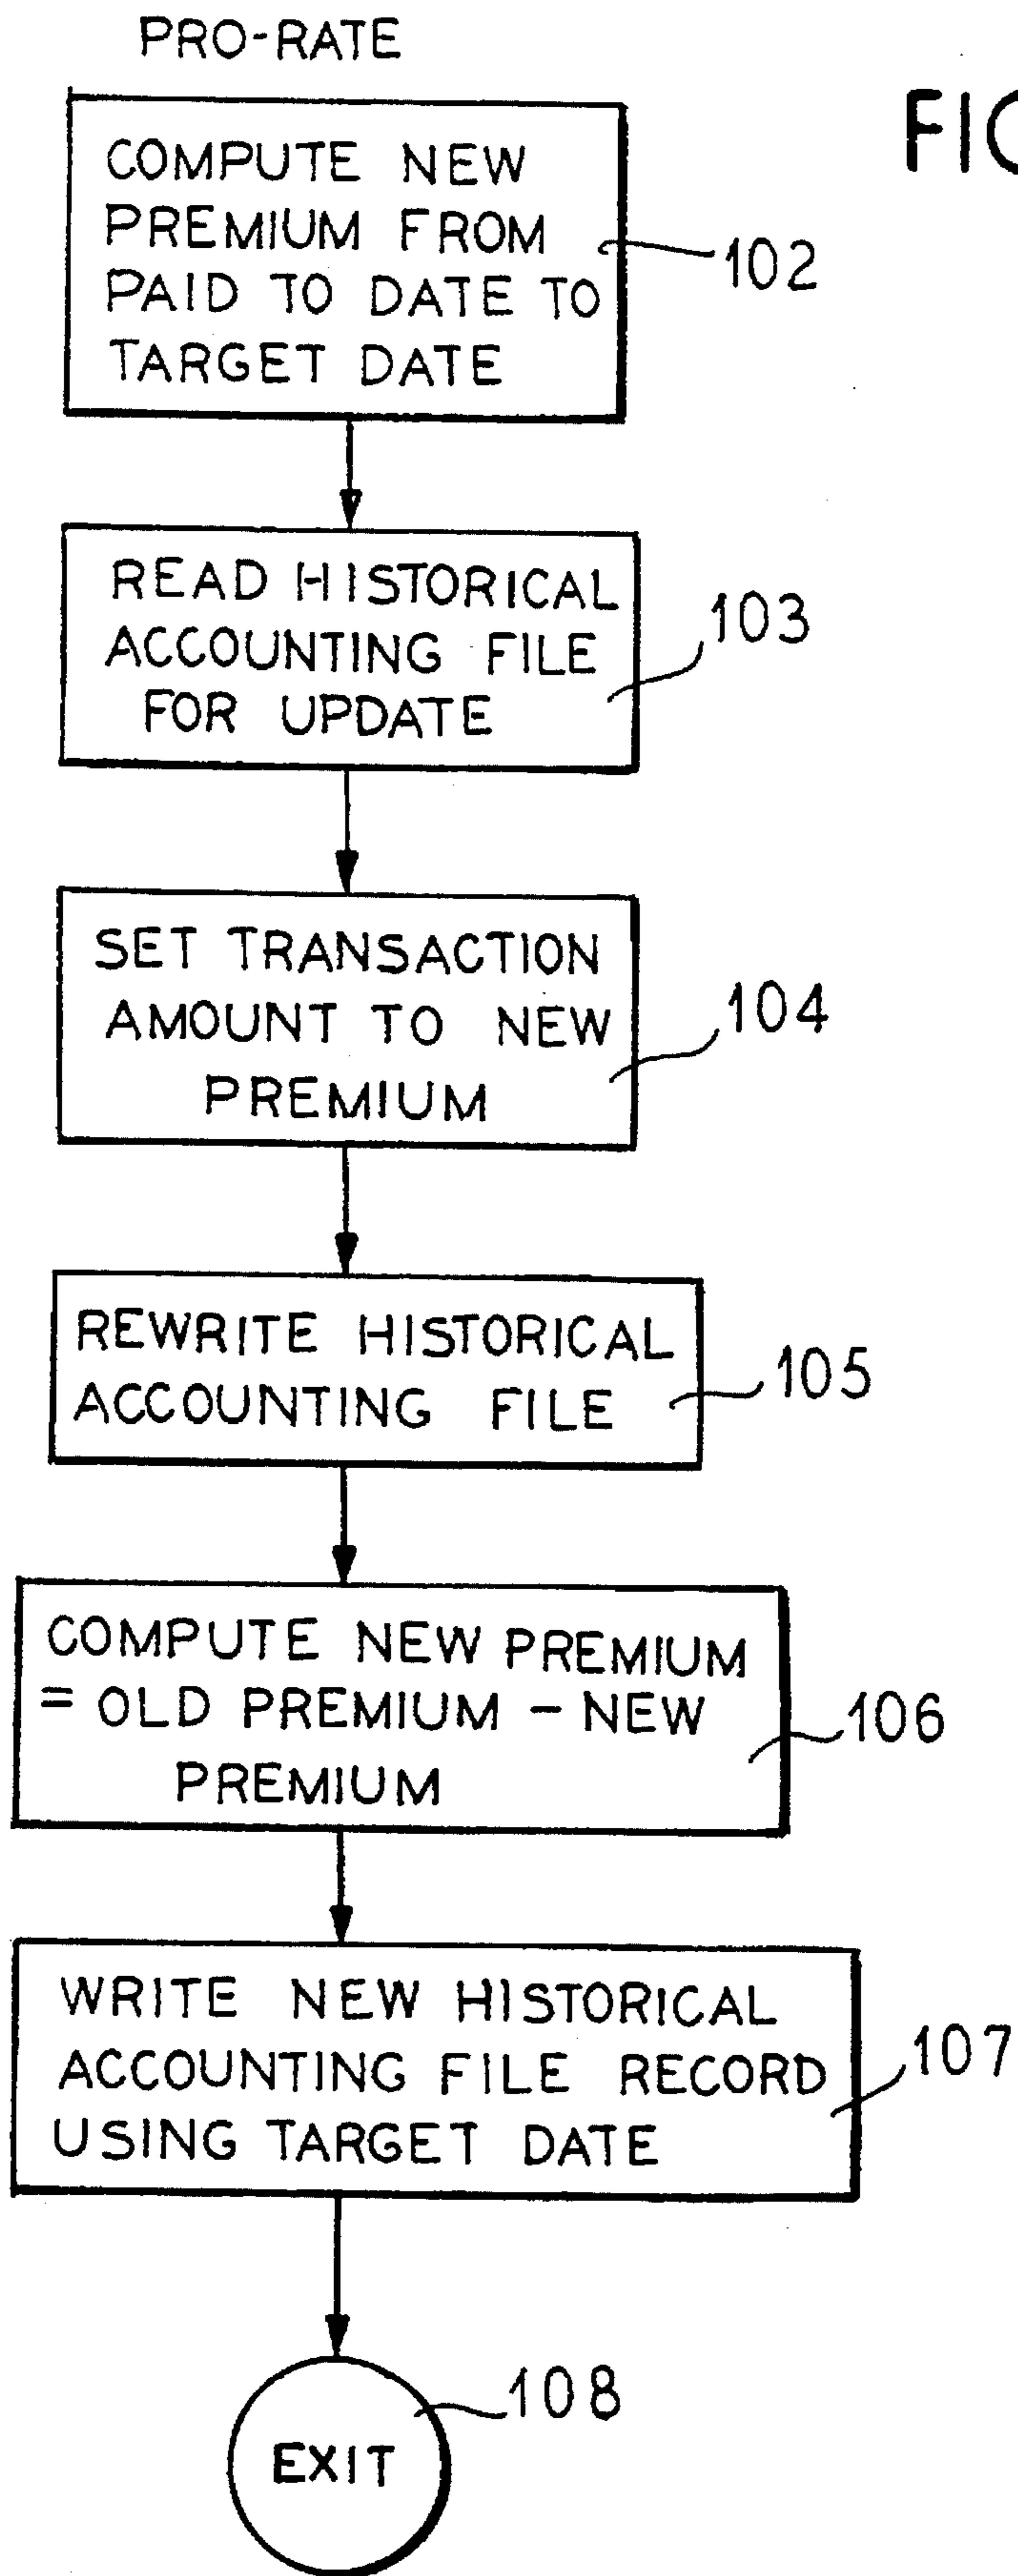 PRO-RATE
COMPUTE NEW
PREMIUM FROM
PAID TO DATE TO
TARGET DATE
102
READ HISTORICAL
ACCOUNTING FILE
FOR UPDATE
103
SET TRANSACTION
AMOUNT TO NEW
PREMIUM
104
REWRITE HISTORICAL
ACCOUNTING FILE
105
COMPUTE NEW PREMIUM
= OLD PREMIUM - NEW
PREMIUM
106
WRITE NEW HISTORICAL
ACCOUNTING FILE RECORD
USING TARGET DATE
107
EXIT
108